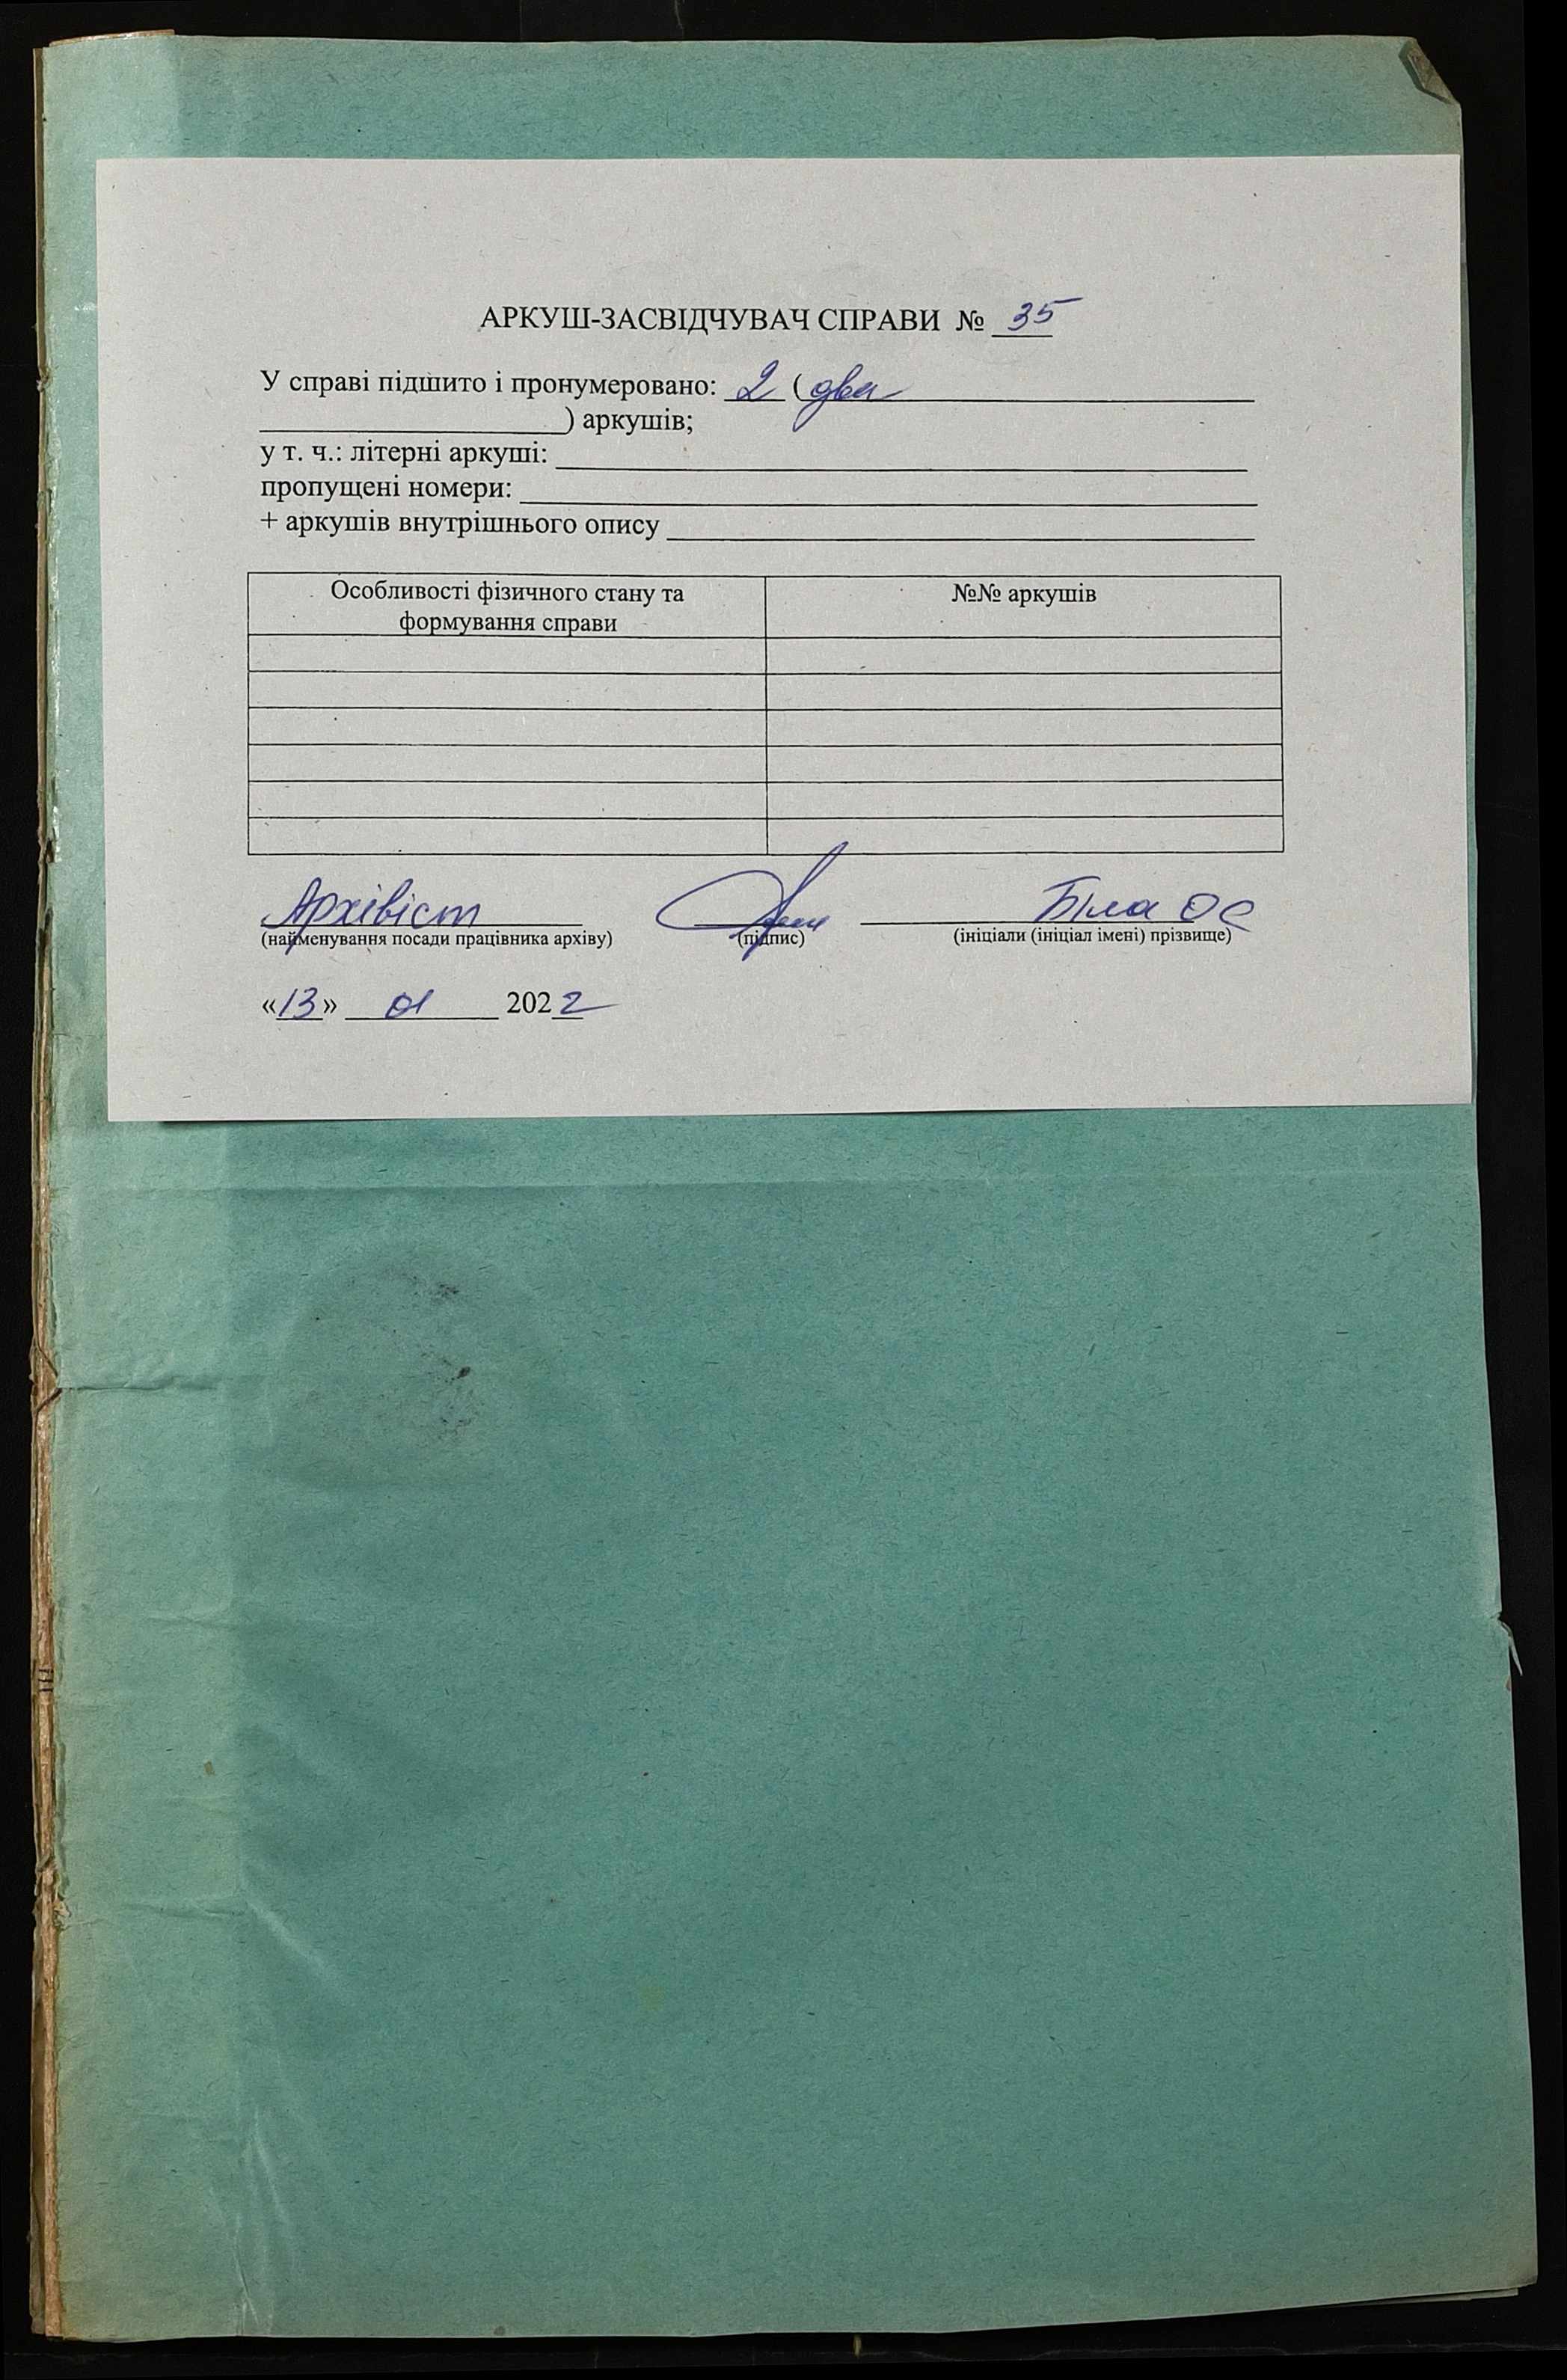 АРКУШ-ЗАСВІДЧУВАЧ СПРАВИ № 35
У справі підшито і пронумеровано: 2 (два
) аркушів;
у т. ч.: літерні аркуші:
пропущені номери:
+ аркушів внутрішнього опису
Особливості фізичного стану та формування справи
№№ аркушів
Архівіст Біла ОС
(найменування посади працівника архіву) (підпис) (ініціали (ініціал імені) прізвище)
«13» 01 2022